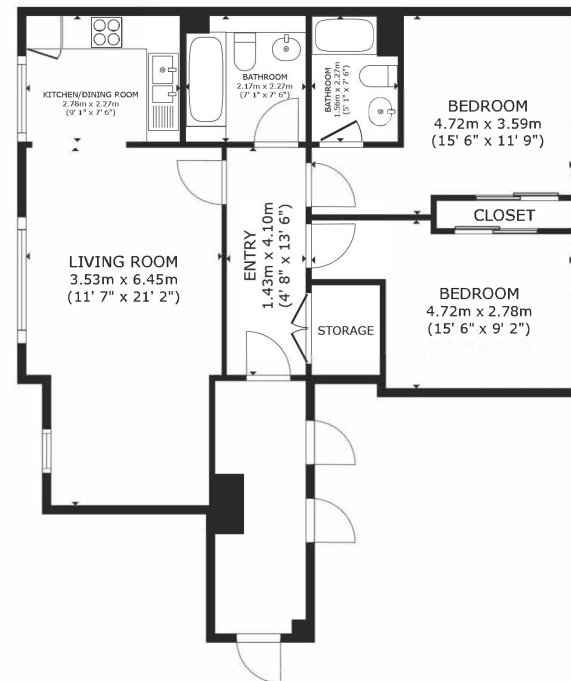 KITCHEN/DINING ROOM
2.78m x 2.27m
(9' 1" x 7' 6")
BATHROOM
2.17m x 2.27m
(7' 1" x 7' 6")
BATHROOM
1.56m x 2.27m
(5' 1" x 7' 6")
BEDROOM
4.72m x 3.59m
(15' 6" x 11' 9")
CLOSET
LIVING ROOM
3.53m x 6.45m
(11' 7" x 21' 2")
ENTRY
1.43m x 4.10m
(4' 8" x 13' 6")
BEDROOM
4.72m x 2.78m
(15' 6" x 9' 2")
STORAGE